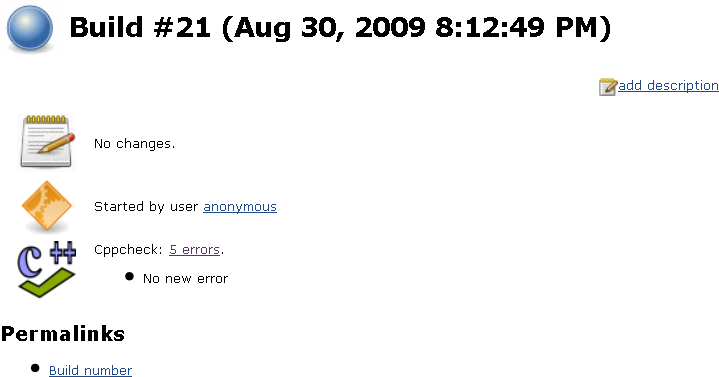 Build #21 (Aug 30, 2009 8:12:49 PM)
add description
No changes.
Started by user anonymous
C++
Cppcheck: 5 errors.
No new error
Permalinks
Build number